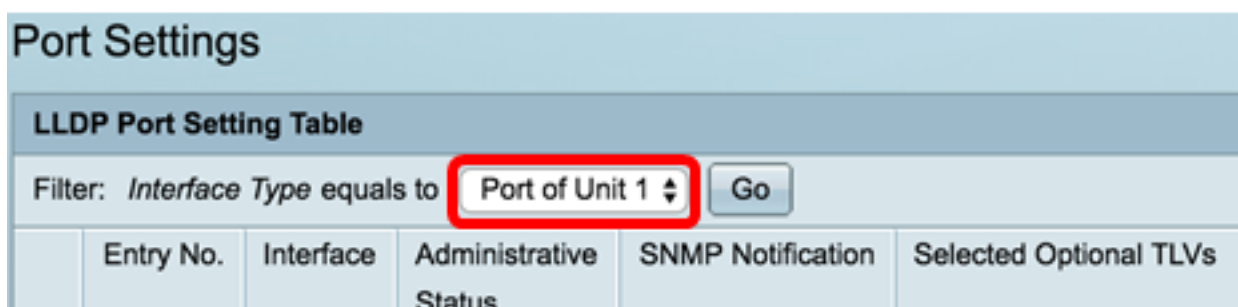 Port Settings
LLDP Port Setting Table
Filter: Interface Type equals to Port of Unit 1 Go
Entry No. Interface Administrative SNMP Notification Selected Optional TLVs
Status